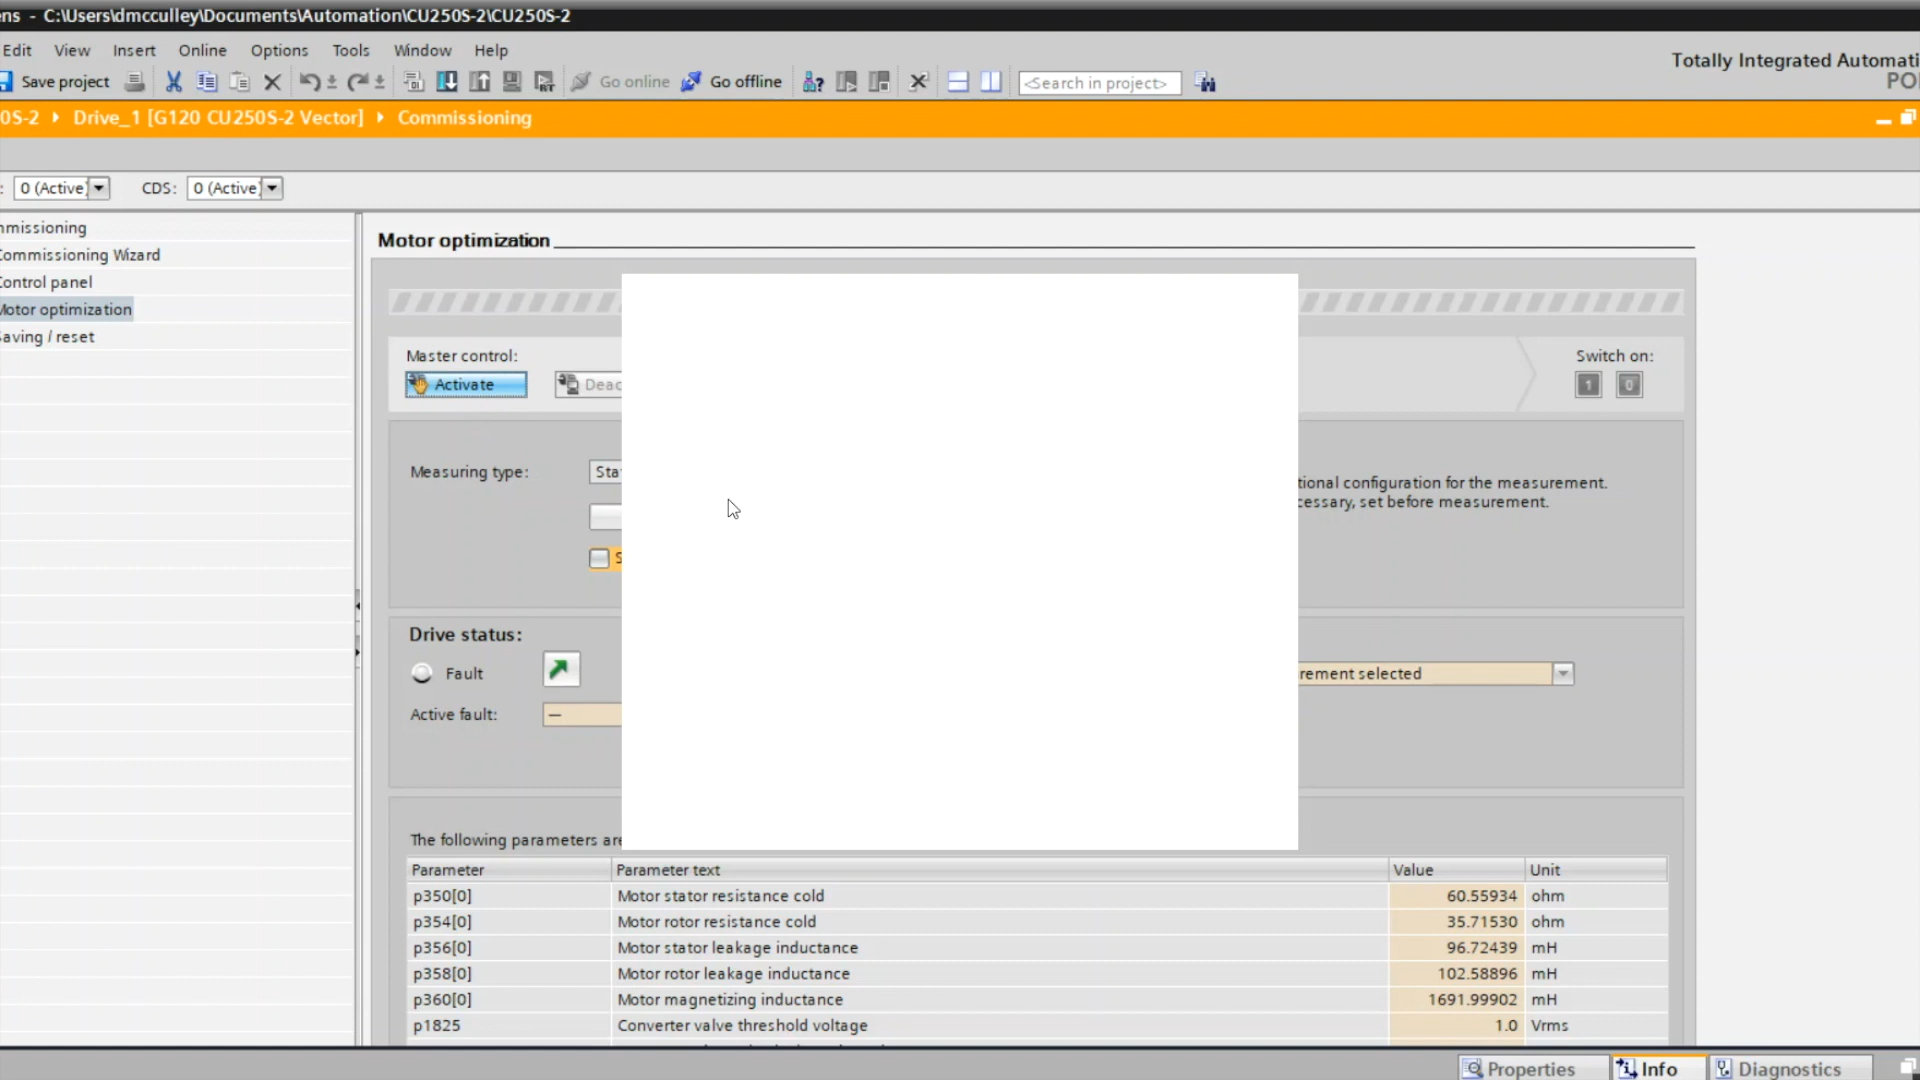 ens - C:\Users\dmcculley\Documents\Automation\CU250S-2\CU250S-2
Edit View Insert Online Options Tools Window Help
Totally Integrated Automati
PO
Save project Go online Go offline <Search in project>
0S-2 Drive_1 [G120 CU250S-2 Vector] Commissioning
: 0 (Active) CDS: 0 (Active)
mmissioning
Commissioning Wizard
Control panel
Motor optimization
Saving / reset
Motor optimization
Master control:
Switch on:
Activate Deac
1 0
Measuring type: Sta
tional configuration for the measurement.
cessary, set before measurement.
S
Drive status:
Fault
rement selected
Active fault: —
The following parameters are
Parameter Parameter text Value Unit
p350[0] Motor stator resistance cold 60.55934 ohm
p354[0] Motor rotor resistance cold 35.71530 ohm
p356[0] Motor stator leakage inductance 96.72439 mH
p358[0] Motor rotor leakage inductance 102.58896 mH
p360[0] Motor magnetizing inductance 1691.99902 mH
p1825 Converter valve threshold voltage 1.0 Vrms
Properties Info Diagnostics